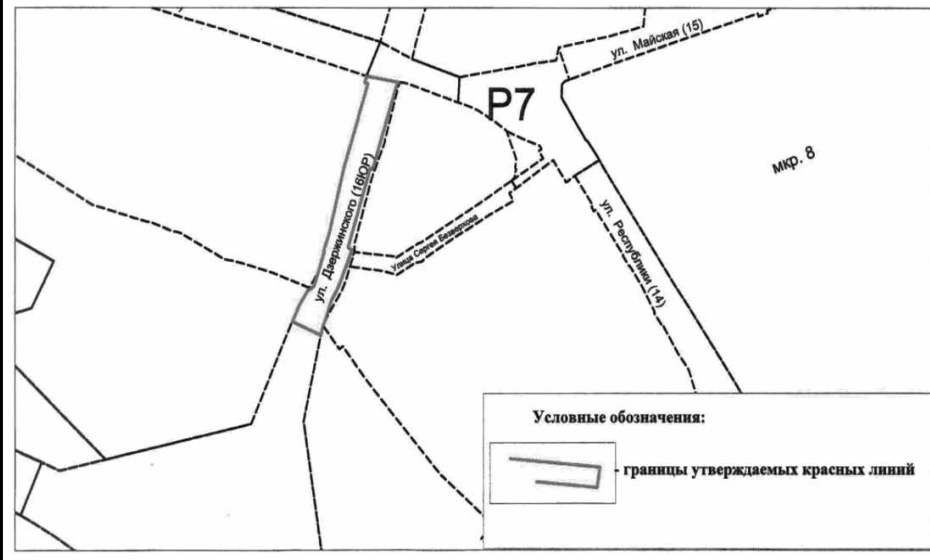 ул. Майская (15)
Р7
мкр. 8
ул. Дзержинского (16ЮР)
Улица Сергея Безверхова
ул. Республики (14)
Условные обозначения:
- границы утверждаемых красных линий